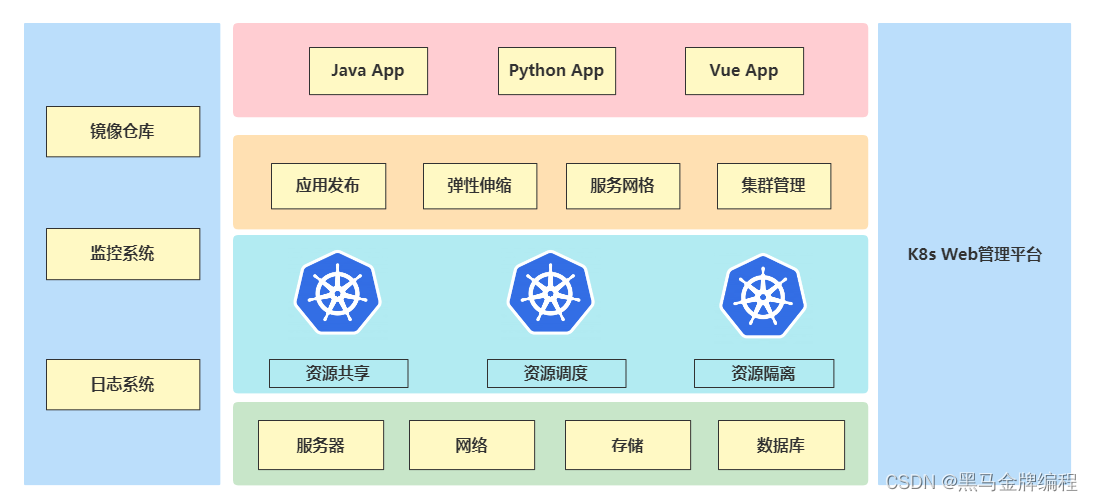 镜像仓库
监控系统
日志系统
Java App
Python App
Vue App
应用发布
弹性伸缩
服务网格
集群管理
资源共享
资源调度
资源隔离
服务器
网络
存储
数据库
K8s Web管理平台
CSDN @黑马金牌编程